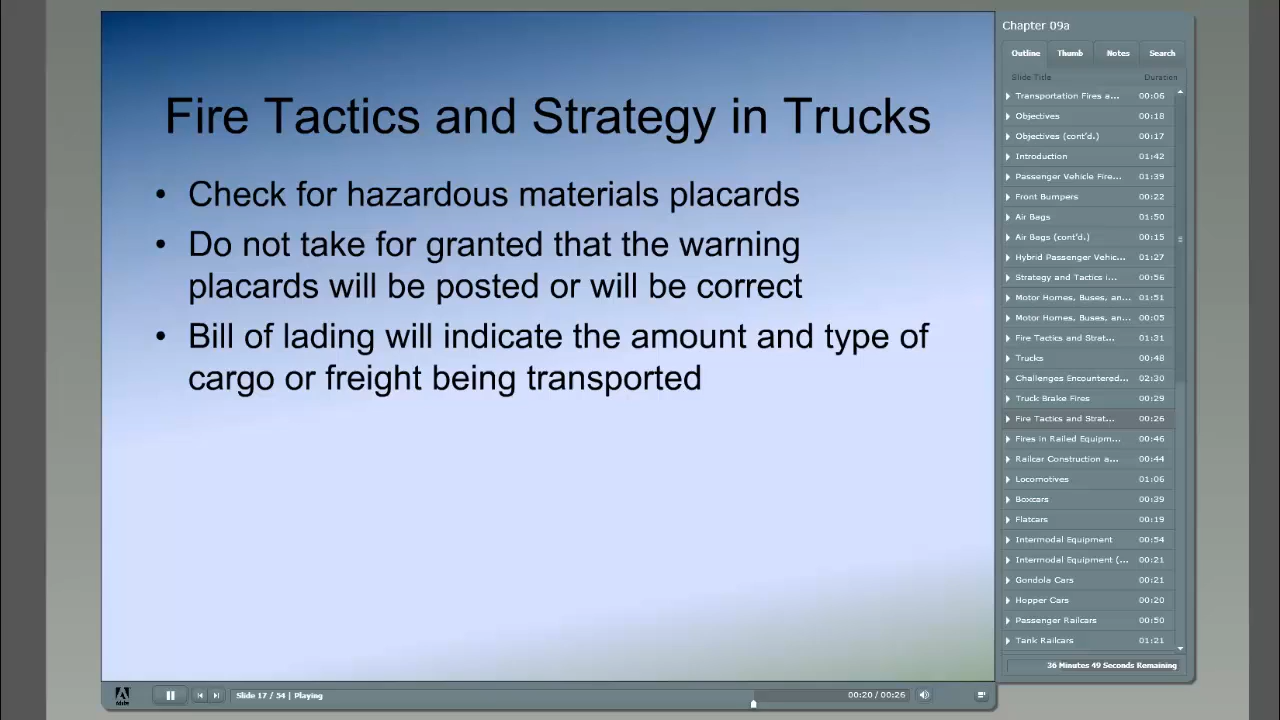 Fire Tactics and Strategy in Trucks
• Check for hazardous materials placards
• Do not take for granted that the warning
placards will be posted or will be correct
• Bill of lading will indicate the amount and type of
cargo or freight being transported
Chapter 09a
Outline Thumb Notes Search
Slide Title Duration
Transportation Fires a... 00:06
Objectives 00:18
Objectives (cont'd.) 00:17
Introduction 01:42
Passenger Vehicle Fire... 01:39
Front Bumpers 00:22
Air Bags 01:50
Air Bags (cont'd.) 00:15
Hybrid Passenger Vehic... 01:27
Strategy and Tactics i... 00:56
Motor Homes, Buses, an... 01:51
Motor Homes, Buses, an... 00:05
Fire Tactics and Strat... 01:31
Trucks 00:48
Challenges Encountered... 02:30
Truck Brake Fires 00:29
Fire Tactics and Strat... 00:26
Fires in Railed Equipm... 00:46
Railcar Construction a... 00:44
Locomotives 01:06
Boxcars 00:39
Flatcars 00:19
Intermodal Equipment 00:54
Intermodal Equipment (... 00:21
Gondola Cars 00:21
Hopper Cars 00:20
Passenger Railcars 00:50
Tank Railcars 01:21
36 Minutes 49 Seconds Remaining
Adobe
Slide 17 / 34 | Playing
00:20 / 00:26